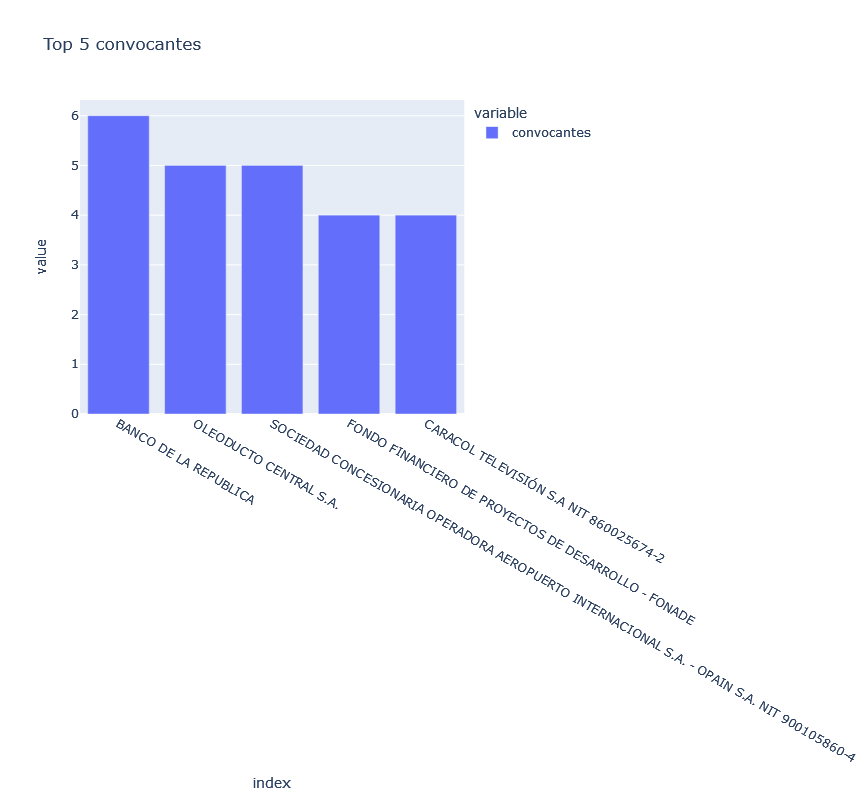 Top 5 convocantes
variable
convocantes
value
6
5
4
3
2
1
0
BANCO DE LA REPUBLICA
OLEODUCTO CENTRAL S.A.
SOCIEDAD CONCESIONARIA OPERADORA AEROPUERTO INTERNACIONAL S.A. - OPAIN S.A. NIT 900105860-4
FONDO FINANCIERO DE PROYECTOS DE DESARROLLO - FONADE
CARACOL TELEVISIÓN S.A NIT 860025674-2
index